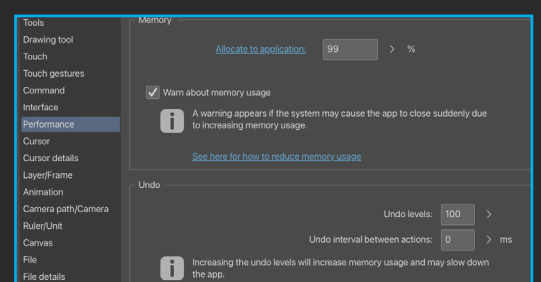 Tools
Drawing tool
Touch
Touch gestures
Command
Interface
Performance
Cursor
Cursor details
Layer/Frame
Animation
Camera path/Camera
Ruler/Unit
Canvas
File
File details
Memory
Allocate to application: 99 > %
Warn about memory usage
A warning appears if the system may cause the app to close suddenly due
to increasing memory usage.
See here for how to reduce memory usage
Undo
Undo levels: 100 >
Undo interval between actions: 0 > ms
Increasing the undo levels will increase memory usage and may slow down
the app.